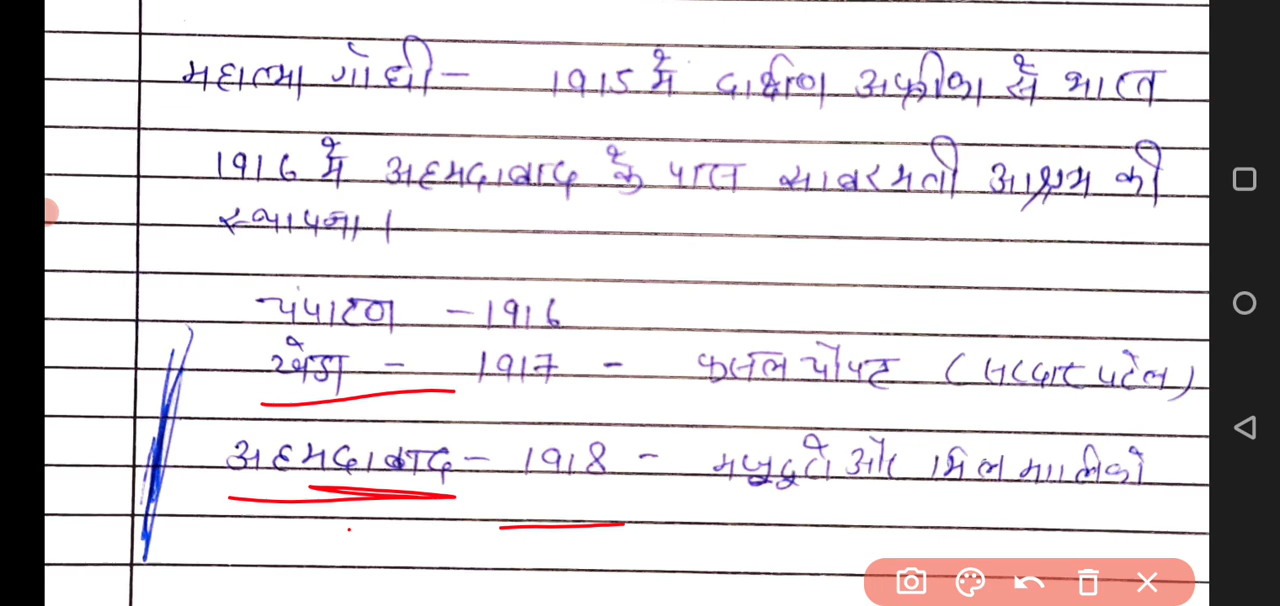 महात्मा गाँधी – 1915 में दक्षिण अफ्रीका से भारत
1916 में अहमदाबाद के पास साबरमती आश्रम की
स्थापना।
चंपारण – 1916
खेड़ा – 1917 – फसल चौपट (सरदार पटेल)
अहमदाबाद – 1918 – मजदूरों और मिल मालिकों